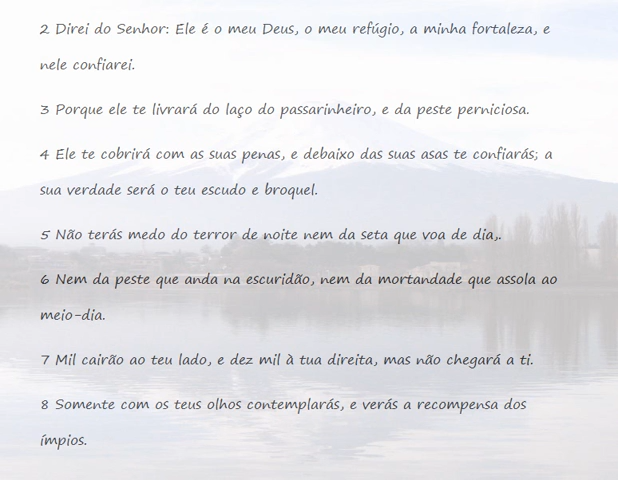 2 Direi do Senhor: Ele é o meu Deus, o meu refúgio, a minha fortaleza, e
nele confiarei.
3 Porque ele te livrará do laço do passarinheiro, e da peste perniciosa.
4 Ele te cobrirá com as suas penas, e debaixo das suas asas te confiarás; a
sua verdade será o teu escudo e broquel.
5 Não terás medo do terror de noite nem da seta que voa de dia,.
6 Nem da peste que anda na escuridão, nem da mortandade que assola ao
meio-dia.
7 Mil cairão ao teu lado, e dez mil à tua direita, mas não chegará a ti.
8 Somente com os teus olhos contemplarás, e verás a recompensa dos
ímpios.